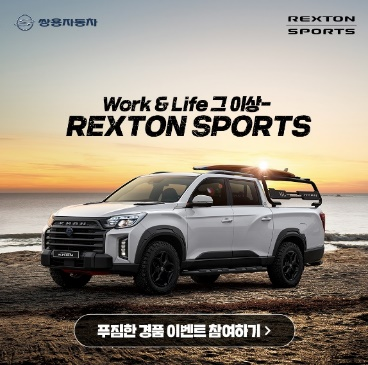 쌍용자동차
REXTON
SPORTS
Work & Life 그 이상-
REXTON SPORTS
푸짐한 경품 이벤트 참여하기 >